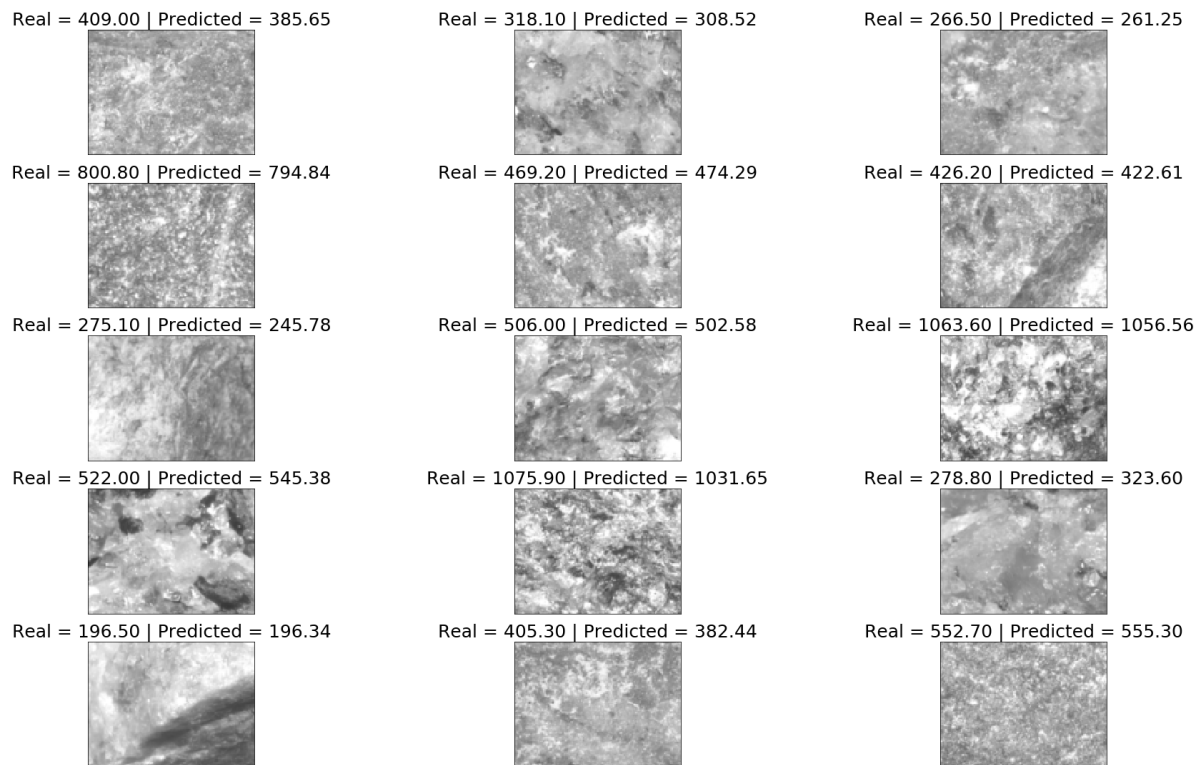 Real = 409.00 | Predicted = 385.65
Real = 318.10 | Predicted = 308.52
Real = 266.50 | Predicted = 261.25
Real = 800.80 | Predicted = 794.84
Real = 469.20 | Predicted = 474.29
Real = 426.20 | Predicted = 422.61
Real = 275.10 | Predicted = 245.78
Real = 506.00 | Predicted = 502.58
Real = 1063.60 | Predicted = 1056.56
Real = 522.00 | Predicted = 545.38
Real = 1075.90 | Predicted = 1031.65
Real = 278.80 | Predicted = 323.60
Real = 196.50 | Predicted = 196.34
Real = 405.30 | Predicted = 382.44
Real = 552.70 | Predicted = 555.30